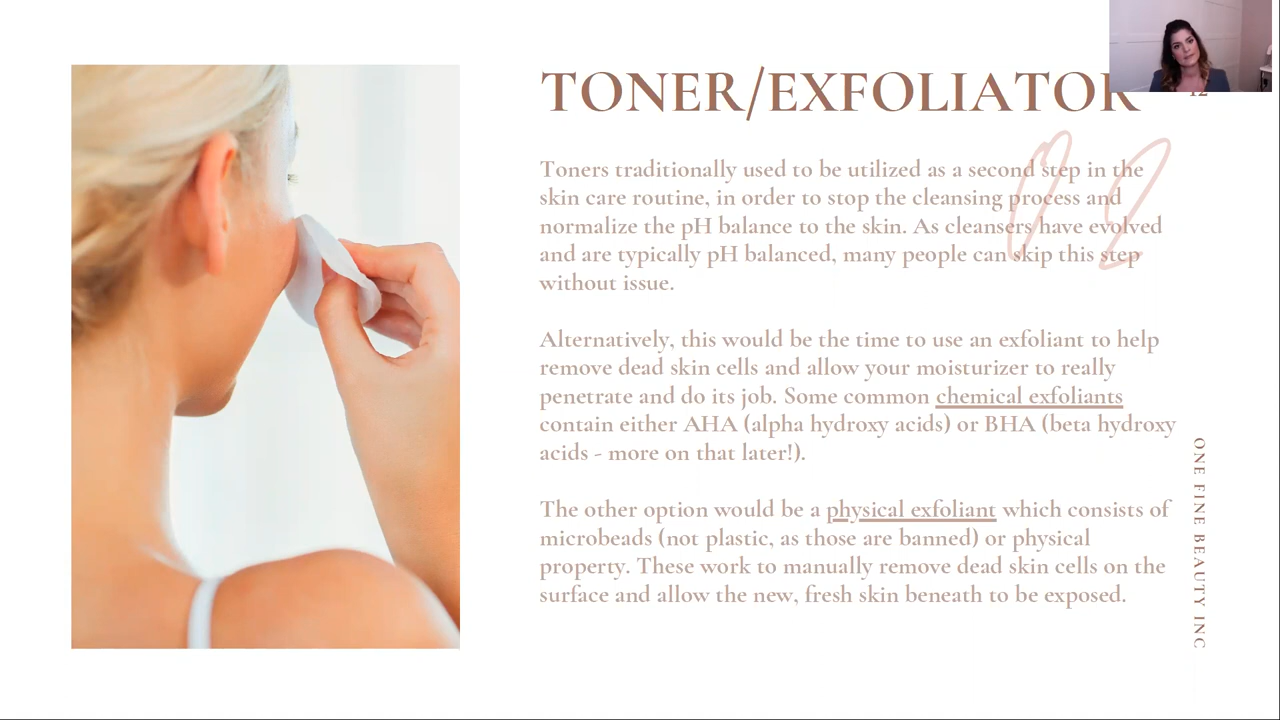 TONER/EXFOLIATOR
12
02
Toners traditionally used to be utilized as a second step in the
skin care routine, in order to stop the cleansing process and
normalize the pH balance to the skin. As cleansers have evolved
and are typically pH balanced, many people can skip this step
without issue.
Alternatively, this would be the time to use an exfoliant to help
remove dead skin cells and allow your moisturizer to really
penetrate and do its job. Some common chemical exfoliants
contain either AHA (alpha hydroxy acids) or BHA (beta hydroxy
acids - more on that later!).
The other option would be a physical exfoliant which consists of
microbeads (not plastic, as those are banned) or physical
property. These work to manually remove dead skin cells on the
surface and allow the new, fresh skin beneath to be exposed.
ONE FINE BEAUTY INC